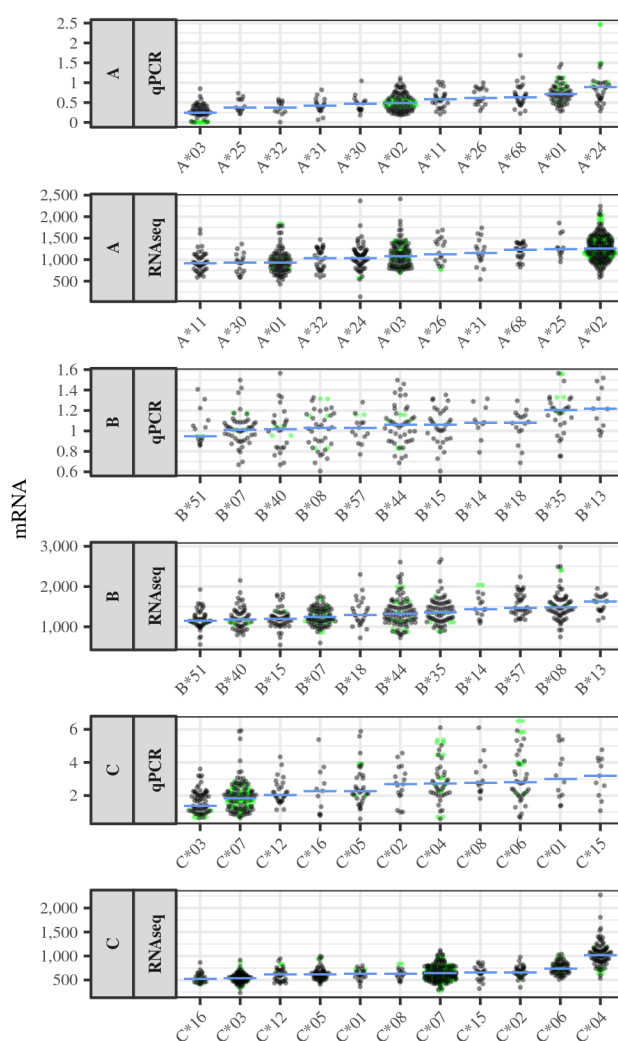 mRNA
A
qPCR
2.5
2
1.5
1
0.5
0
A*03 A*25 A*32 A*31 A*30 A*02 A*11 A*26 A*68 A*01 A*24
A
RNAseq
2,500
2,000
1,500
1,000
500
A*11 A*30 A*01 A*32 A*24 A*03 A*26 A*31 A*68 A*25 A*02
B
qPCR
1.6
1.4
1.2
1
0.8
0.6
B*51 B*07 B*40 B*08 B*57 B*44 B*15 B*14 B*18 B*35 B*13
B
RNAseq
3,000
2,000
1,000
B*51 B*40 B*15 B*07 B*18 B*44 B*35 B*14 B*57 B*08 B*13
C
qPCR
6
4
2
C*03 C*07 C*12 C*16 C*05 C*02 C*04 C*08 C*06 C*01 C*15
C
RNAseq
2,000
1,500
1,000
500
C*16 C*03 C*12 C*05 C*01 C*08 C*07 C*15 C*02 C*06 C*04